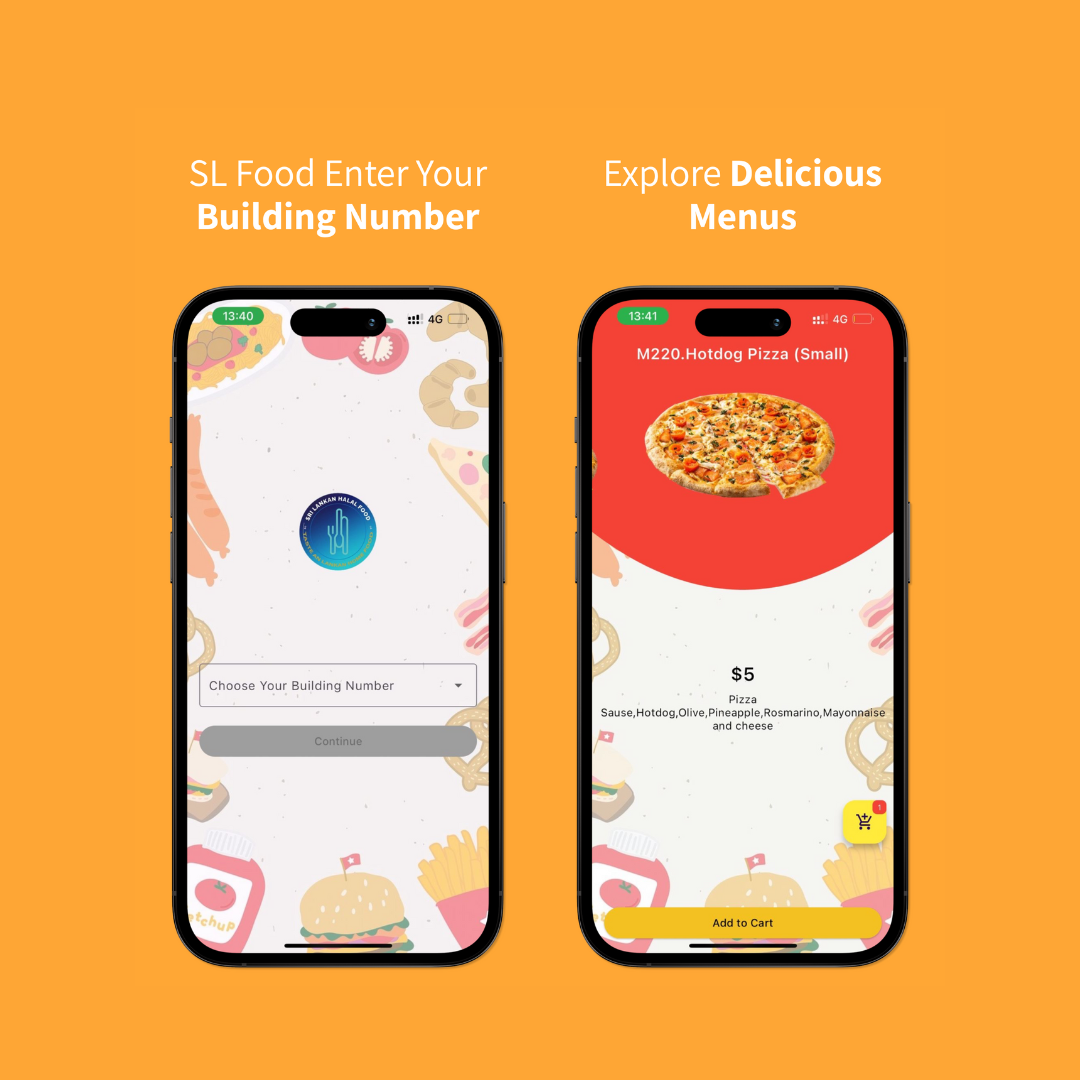 SL Food Enter Your
Building Number
Explore Delicious
Menus
13:40
4G
SRI LANKAN HALAL FOOD
Choose Your Building Number
Continue
tchup
13:41
4G
M220.Hotdog Pizza (Small)
$5
Pizza
Sause,Hotdog,Olive,Pineapple,Rosmarino,Mayonnaise
and cheese
1
Add to Cart